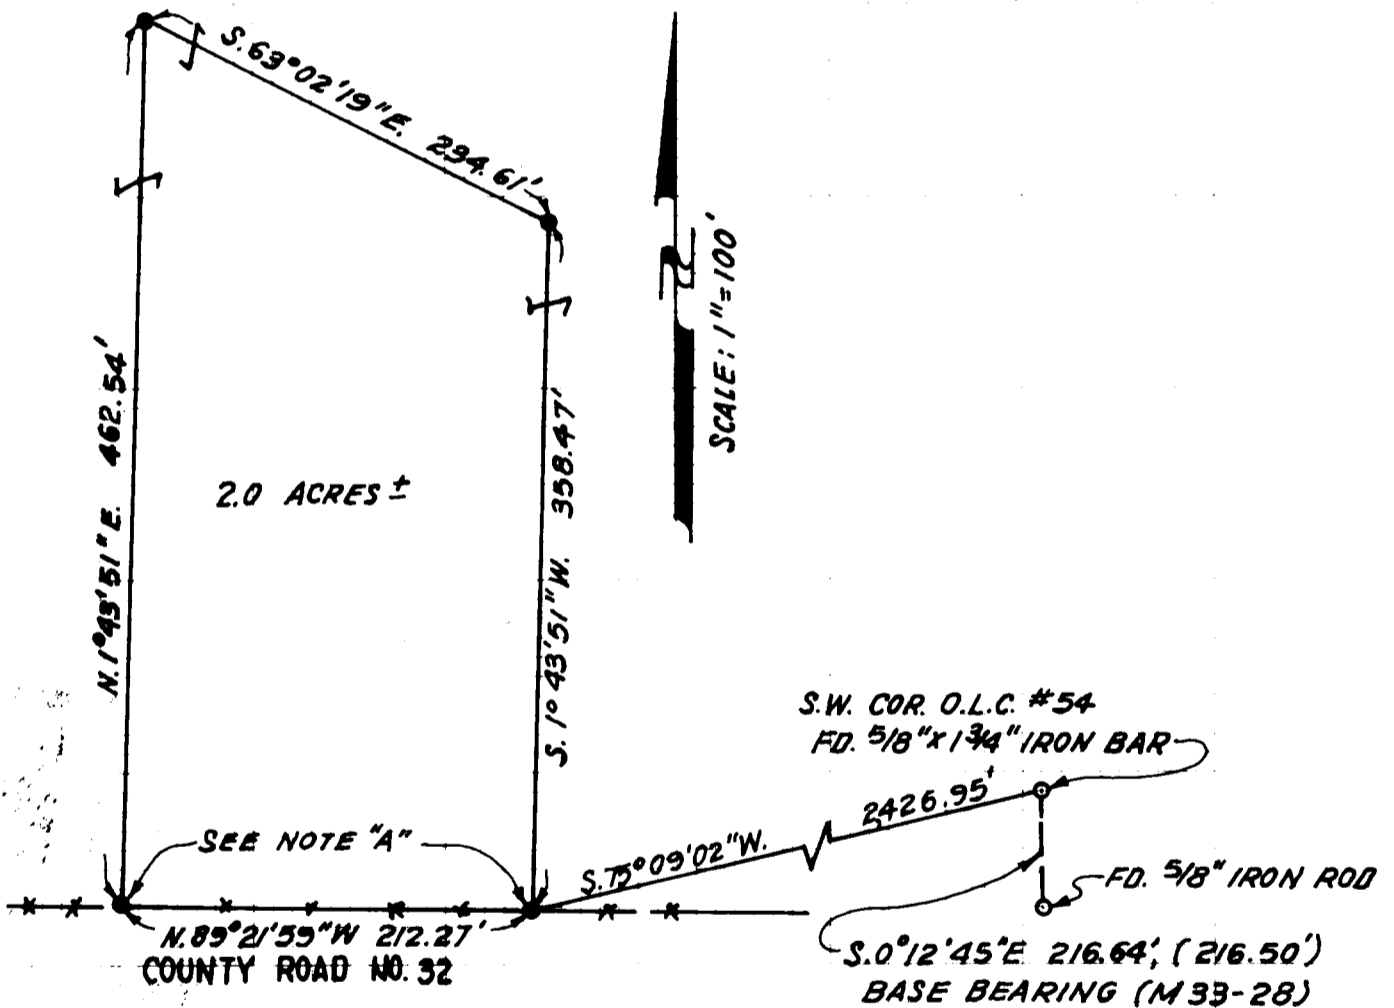 S.63°02'19"E. 234.61'
SCALE: 1"=100'
N.1°43'51"E. 462.54'
S.1°43'51"W. 358.47'
2.0 ACRES ±
S.W. COR. O.L.C. #54
FD. 5/8"X1 3/4" IRON BAR
2426.95'
S.75°09'02"W.
SEE NOTE "A"
FD. 5/8" IRON ROD
N.89°21'59"W 212.27'
COUNTY ROAD NO. 32
S.0°12'45"E 216.64', (216.50')
BASE BEARING (M33-28)